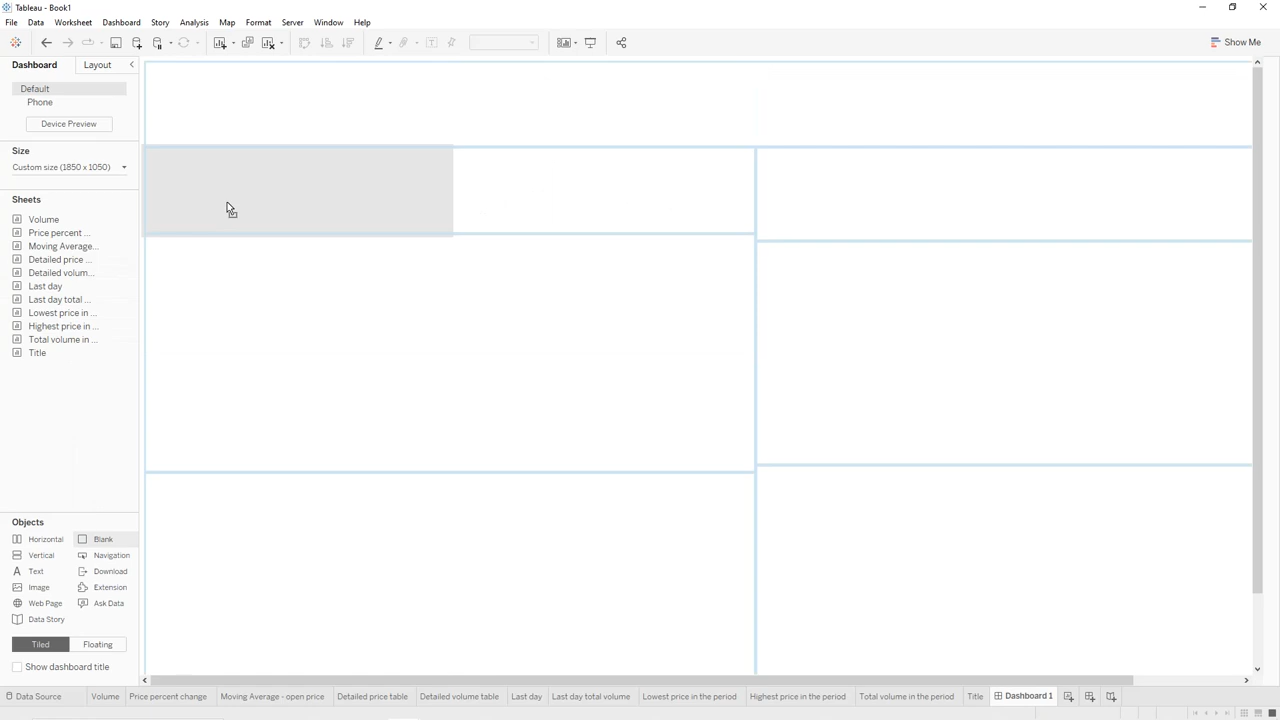 Tableau - Book1
File Data Worksheet Dashboard Story Analysis Map Format Server Window Help
Show Me
Dashboard Layout
Default
Phone
Device Preview
Size
Custom size (1850 x 1050)
Sheets
Volume
Price percent ...
Moving Average...
Detailed price ...
Detailed volum...
Last day
Last day total ...
Lowest price in ...
Highest price in ...
Total volume in ...
Title
Objects
Horizontal Blank
Vertical Navigation
Text Download
Image Extension
Web Page Ask Data
Data Story
Tiled Floating
Show dashboard title
Data Source Volume Price percent change Moving Average - open price Detailed price table Detailed volume table Last day Last day total volume Lowest price in the period Highest price in the period Total volume in the period Title Dashboard 1